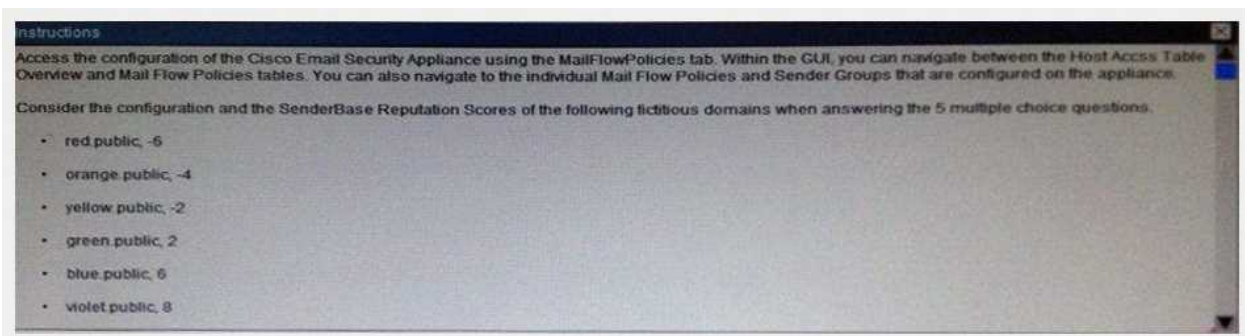 Instructions
Access the configuration of the Cisco Email Security Appliance using the MailFlowPolicies tab. Within the GUI, you can navigate between the Host Accss Table
Overview and Mail Flow Policies tables. You can also navigate to the individual Mail Flow Policies and Sender Groups that are configured on the appliance.
Consider the configuration and the SenderBase Reputation Scores of the following fictitious domains when answering the 5 multiple choice questions.
• red.public, -6
• orange.public, -4
• yellow.public, -2
• green.public, 2
• blue.public, 6
• violet.public, 8